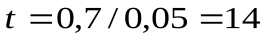 t = 0,7 / 0,05 = 14